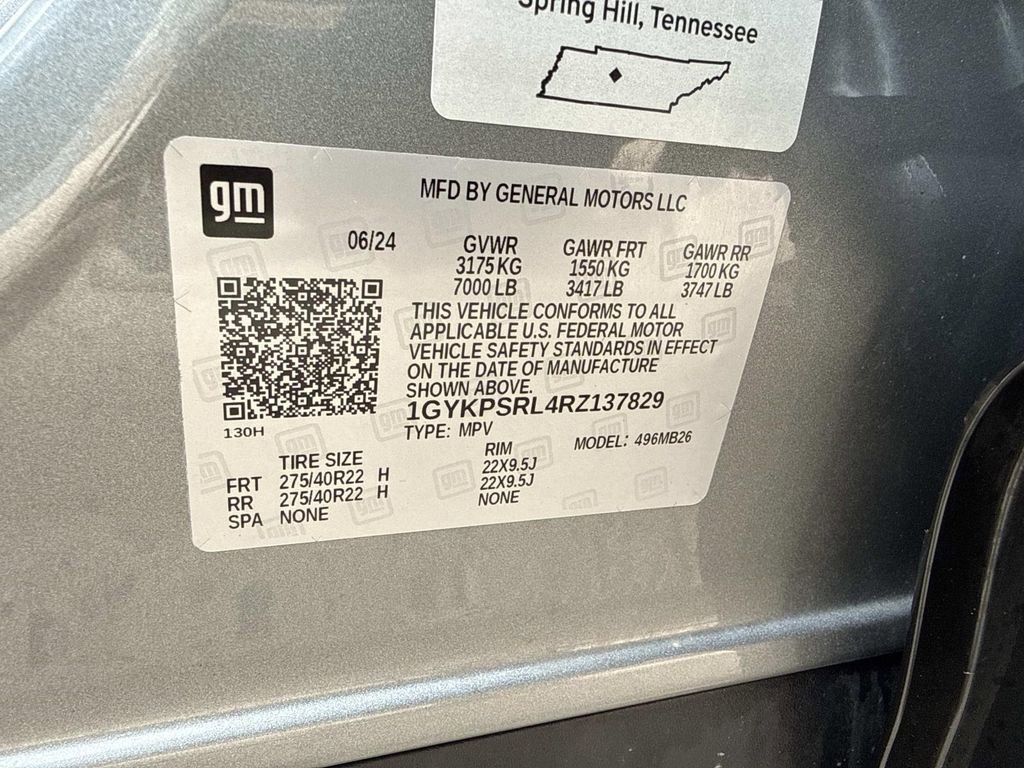 Spring Hill, Tennessee
gm
MFD BY GENERAL MOTORS LLC
06/24
GVWR GAWR FRT GAWR RR
3175 KG 1550 KG 1700 KG
7000 LB 3417 LB 3747 LB
THIS VEHICLE CONFORMS TO ALL
APPLICABLE U.S. FEDERAL MOTOR
VEHICLE SAFETY STANDARDS IN EFFECT
ON THE DATE OF MANUFACTURE
SHOWN ABOVE.
1GYKPSRL4RZ137829
130H
TYPE: MPV MODEL: 496MB26
TIRE SIZE RIM
FRT 275/40R22 H 22X9.5J
RR 275/40R22 H 22X9.5J
SPA NONE NONE